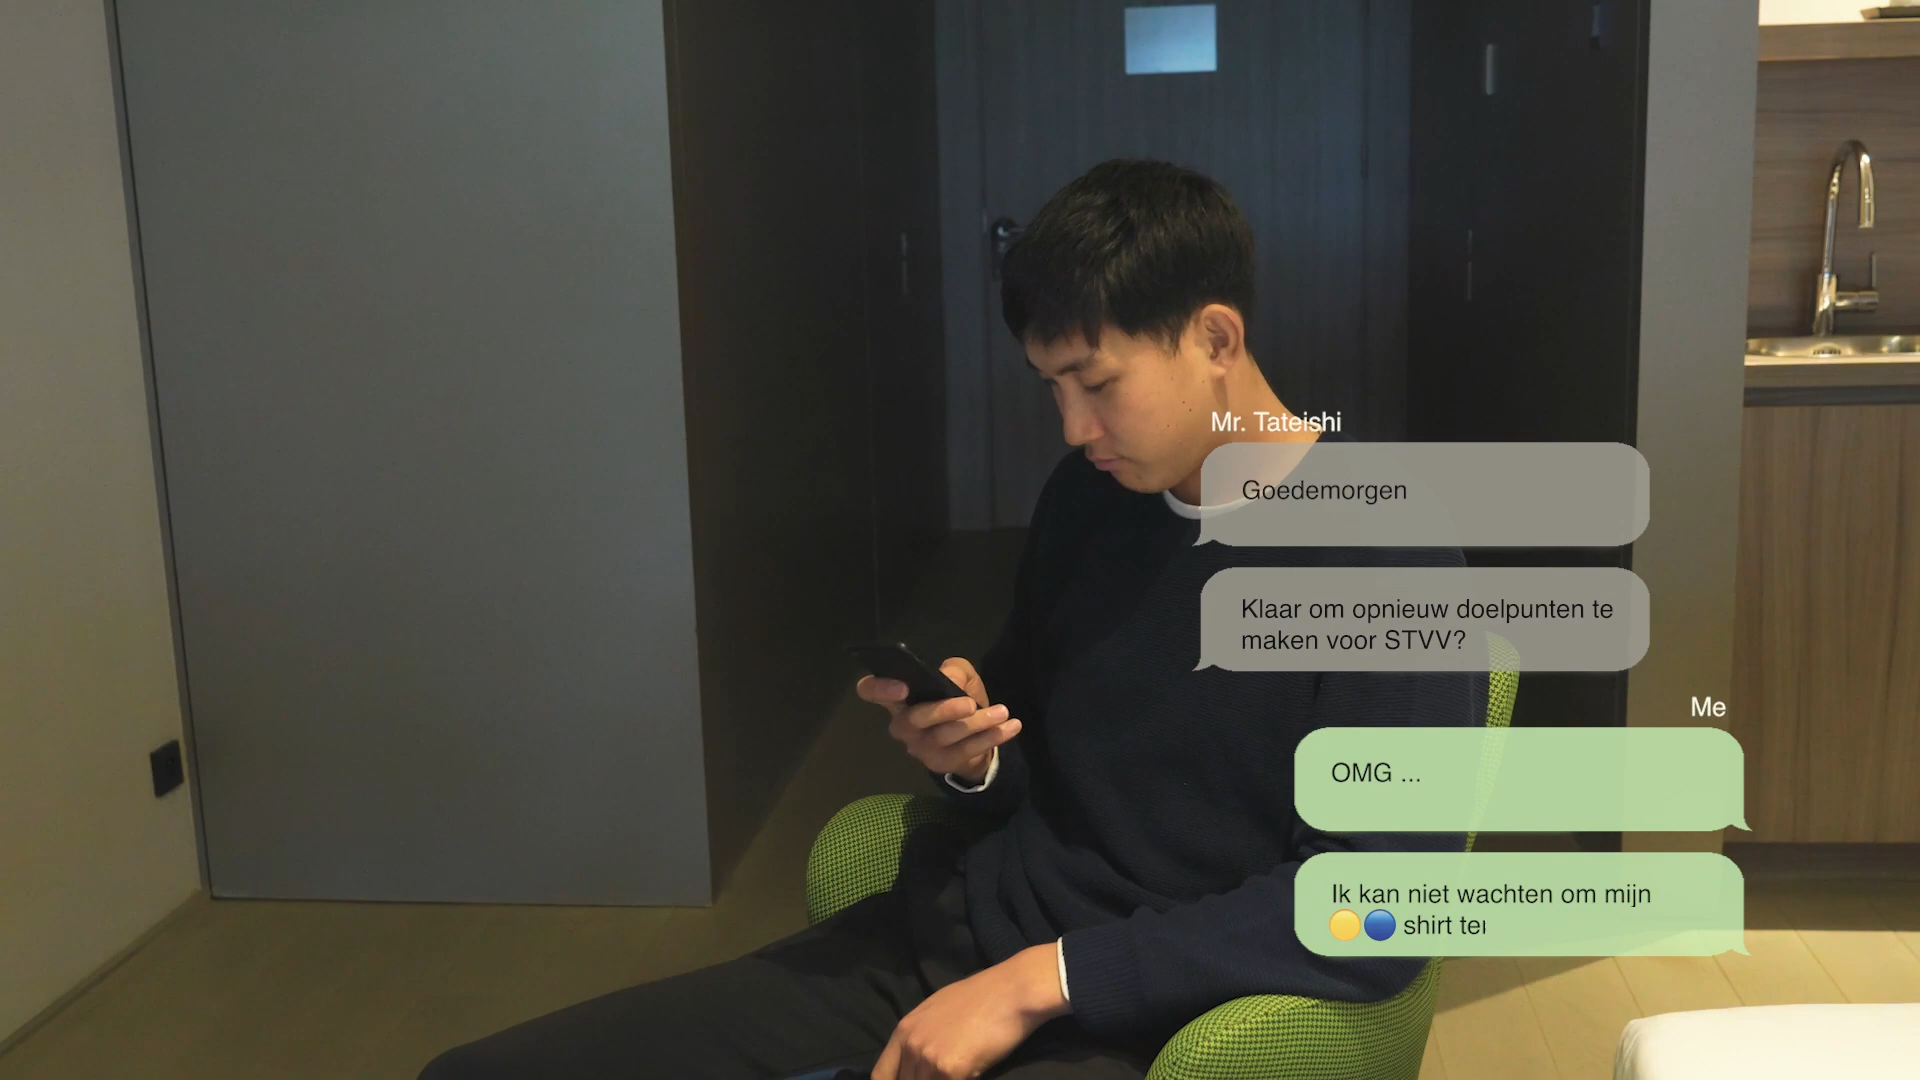 Mr. Tateishi
Goedemorgen
Klaar om opnieuw doelpunten te
maken voor STVV?
Me
OMG ...
Ik kan niet wachten om mijn
🟡🔵 shirt